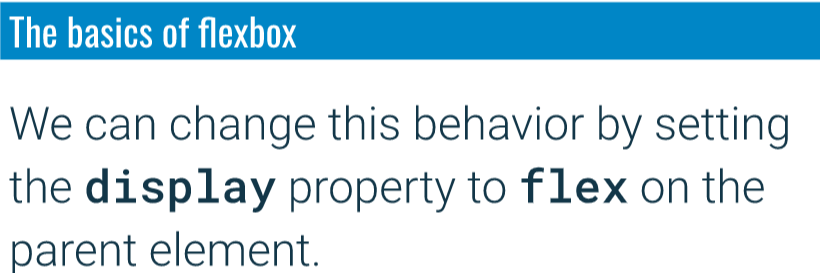 The basics of flexbox
We can change this behavior by setting
the display property to flex on the
parent element.